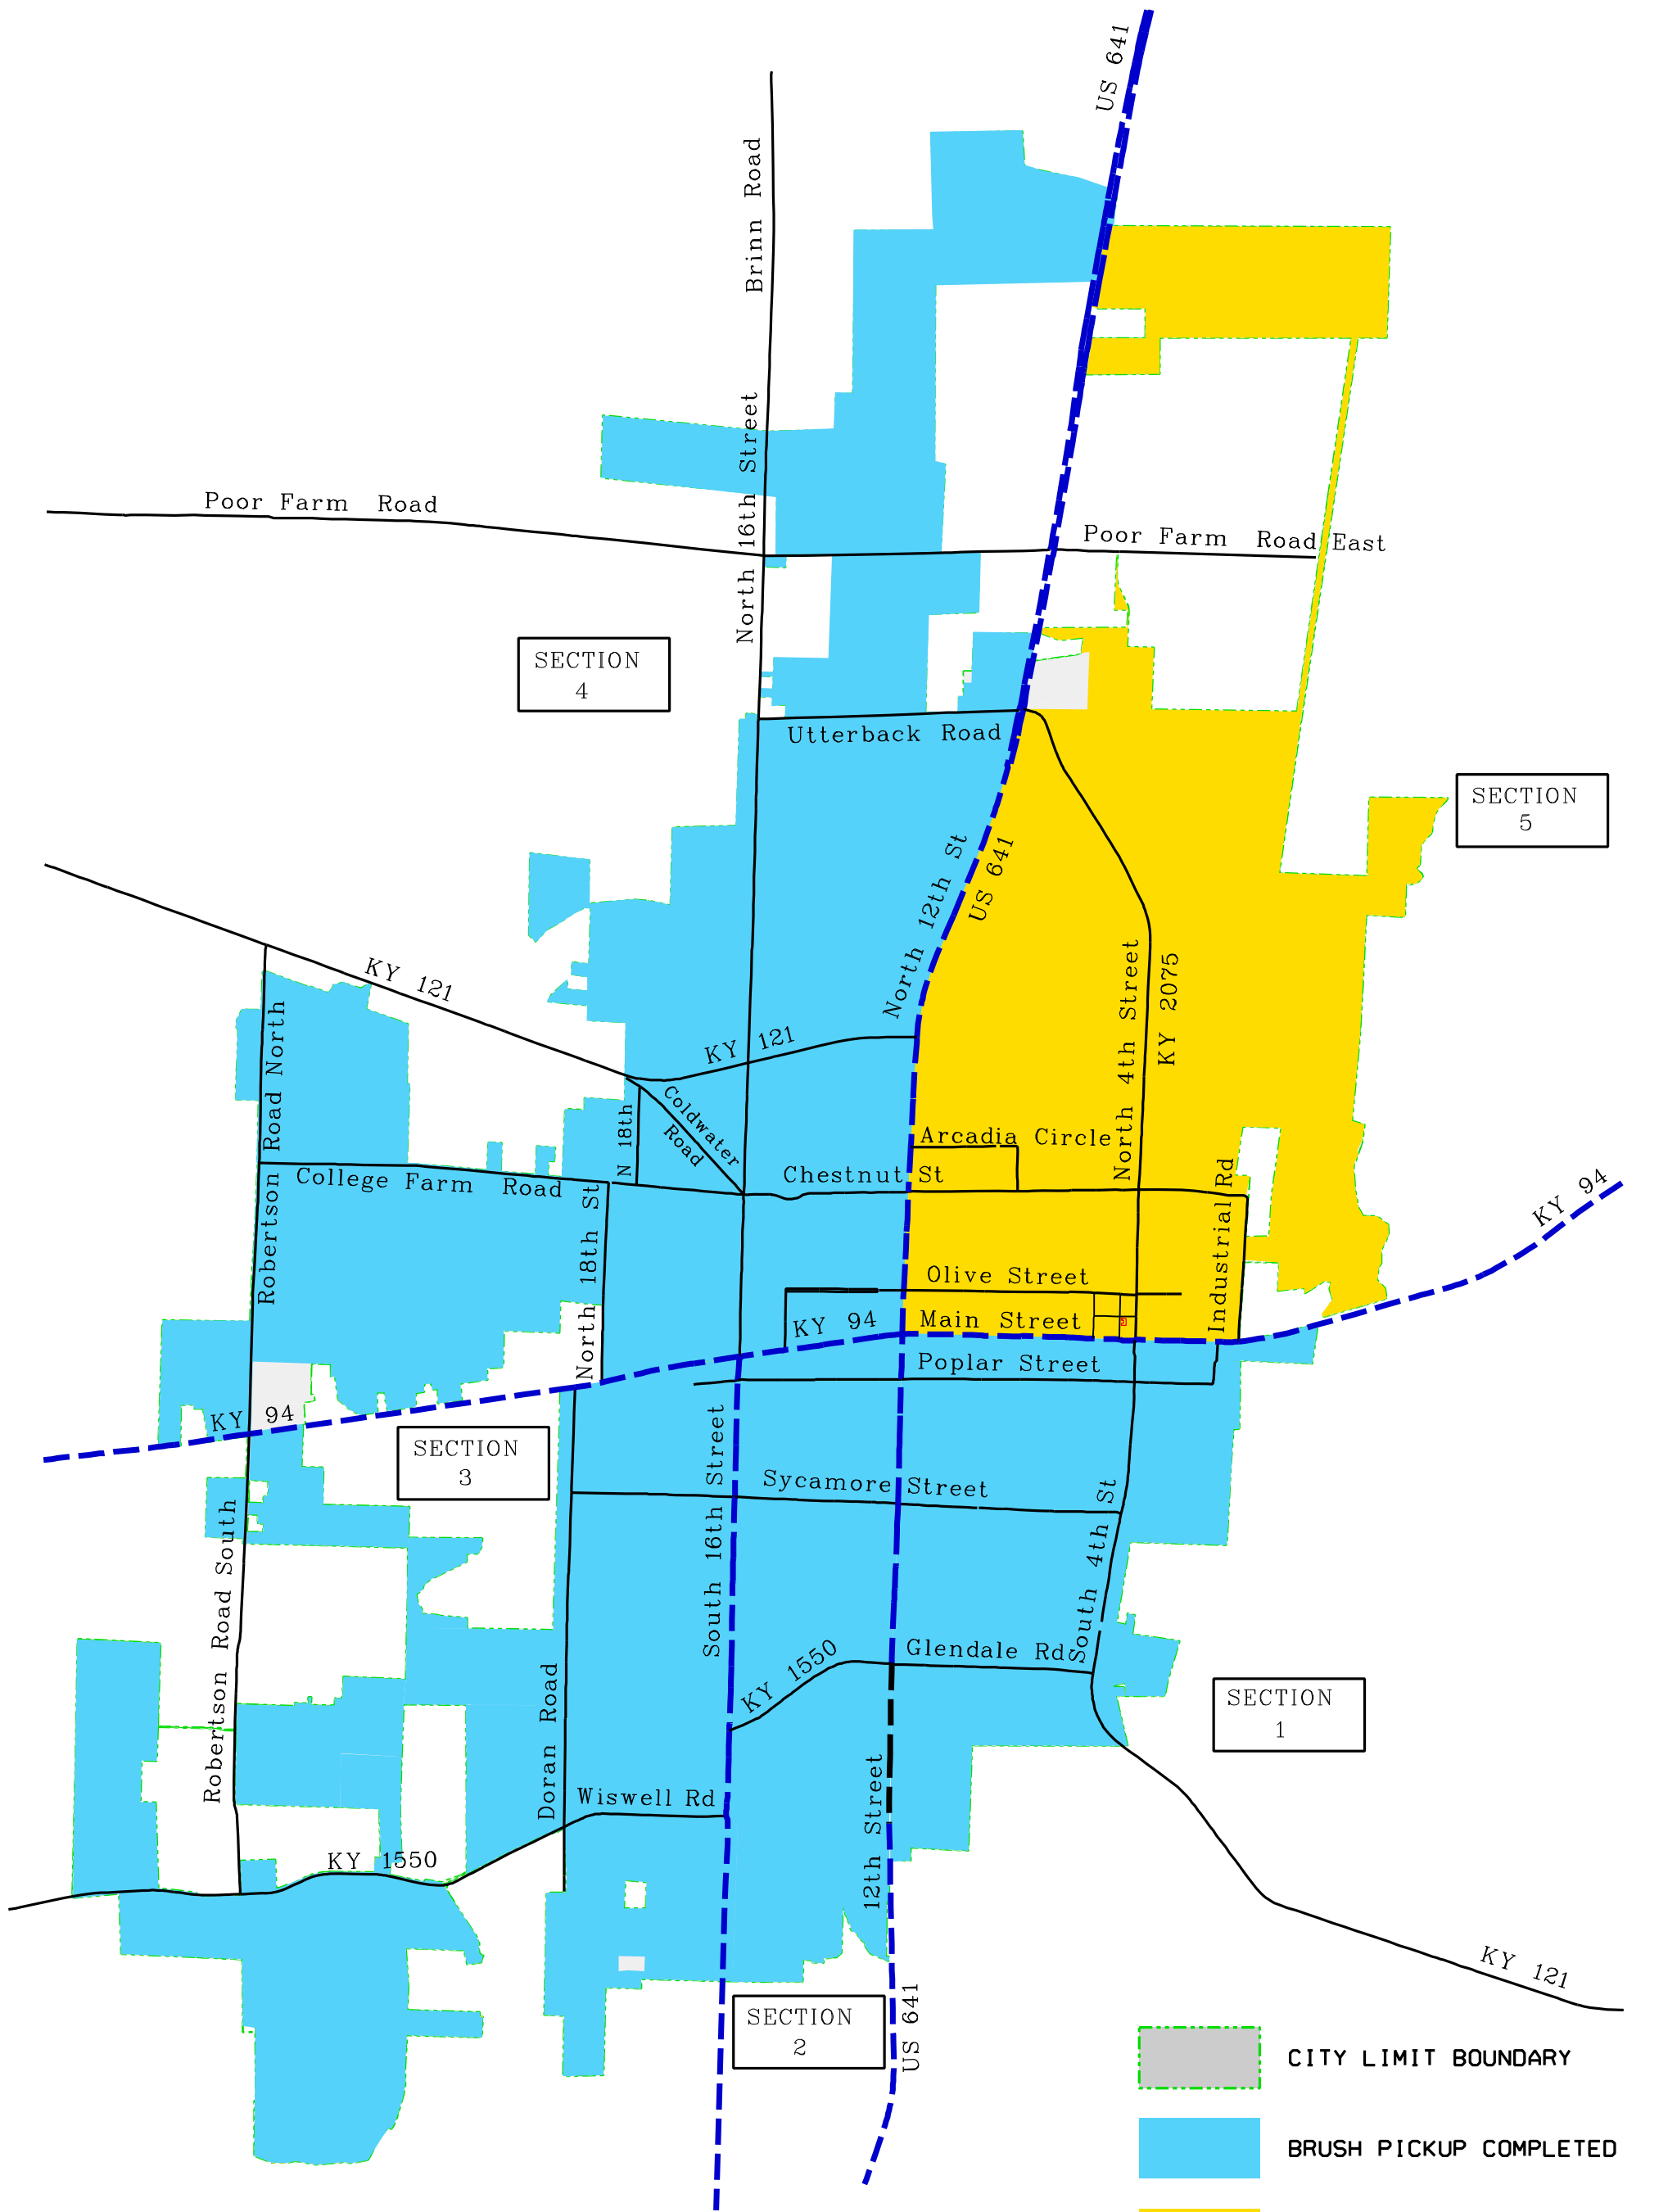 US 641
Brinn Road
North 16th Street
Poor Farm Road
Poor Farm Road East
SECTION
4
Utterback Road
SECTION
5
North 12th St
US 641
KY 121
North 4th Street
KY 2075
KY 121
Robertson Road North
Coldwater
Road
N 18th
Arcadia Circle
Chestnut St
College Farm Road
North 18th St
Industrial Rd
KY 94
Olive Street
Main Street
KY 94
Poplar Street
KY 94
SECTION
3
South 16th Street
Sycamore Street
South 4th St
Robertson Road South
Glendale Rd
KY 1550
SECTION
1
Doran Road
Wiswell Rd
12th Street
KY 1550
KY 121
SECTION
2
US 641
CITY LIMIT BOUNDARY
BRUSH PICKUP COMPLETED